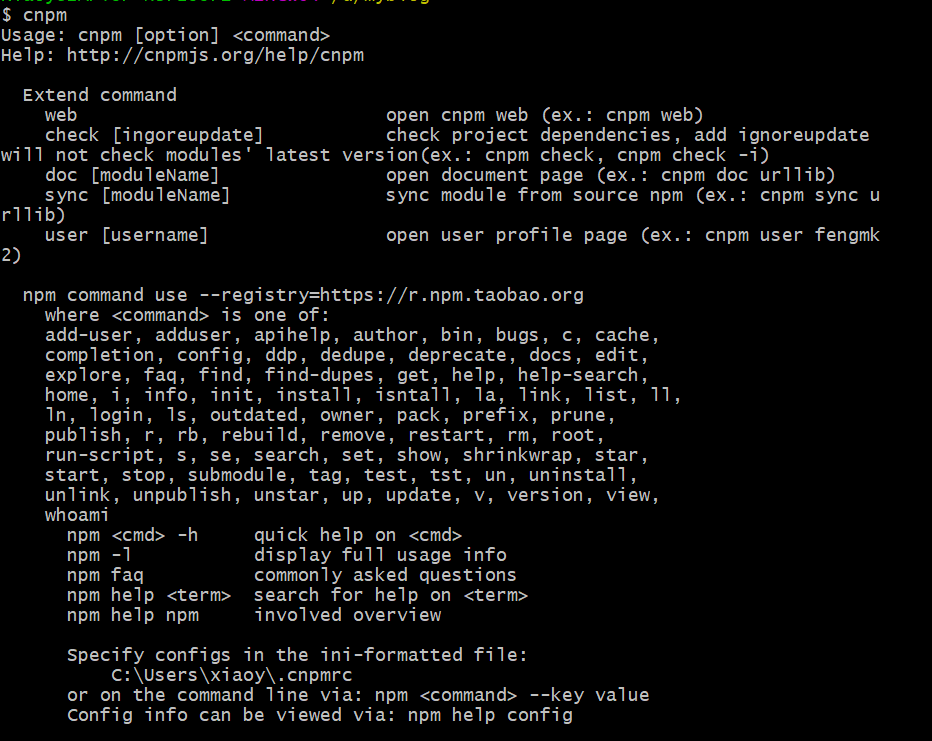 $ cnpm
Usage: cnpm [option] <command>
Help: http://cnpmjs.org/help/cnpm
Extend command
web open cnpm web (ex.: cnpm web)
check [ingoreupdate] check project dependencies, add ignoreupdate
will not check modules' latest version(ex.: cnpm check, cnpm check -i)
doc [moduleName] open document page (ex.: cnpm doc urllib)
sync [moduleName] sync module from source npm (ex.: cnpm sync u
rllib)
user [username] open user profile page (ex.: cnpm user fengmk
2)
npm command use --registry=https://r.npm.taobao.org
where <command> is one of:
add-user, adduser, apihelp, author, bin, bugs, c, cache,
completion, config, ddp, dedupe, deprecate, docs, edit,
explore, faq, find, find-dupes, get, help, help-search,
home, i, info, init, install, isntall, la, link, list, ll,
ln, login, ls, outdated, owner, pack, prefix, prune,
publish, r, rb, rebuild, remove, restart, rm, root,
run-script, s, se, search, set, show, shrinkwrap, star,
start, stop, submodule, tag, test, tst, un, uninstall,
unlink, unpublish, unstar, up, update, v, version, view,
whoami
npm <cmd> -h quick help on <cmd>
npm -l display full usage info
npm faq commonly asked questions
npm help <term> search for help on <term>
npm help npm involved overview
Specify configs in the ini-formatted file:
C:\Users\xiaoy\.cnpmrc
or on the command line via: npm <command> --key value
Config info can be viewed via: npm help config